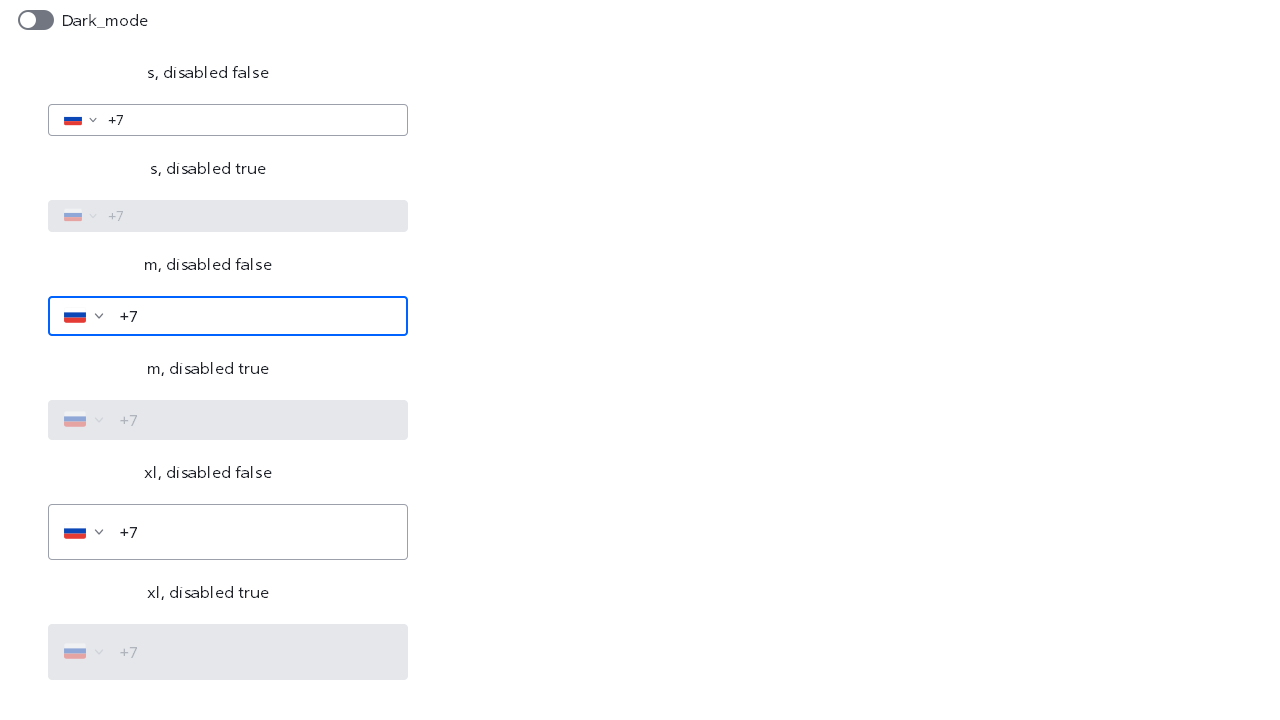 Dark_mode
s, disabled false
+7
s, disabled true
+7
m, disabled false
+7
m, disabled true
+7
xl, disabled false
+7
xl, disabled true
+7